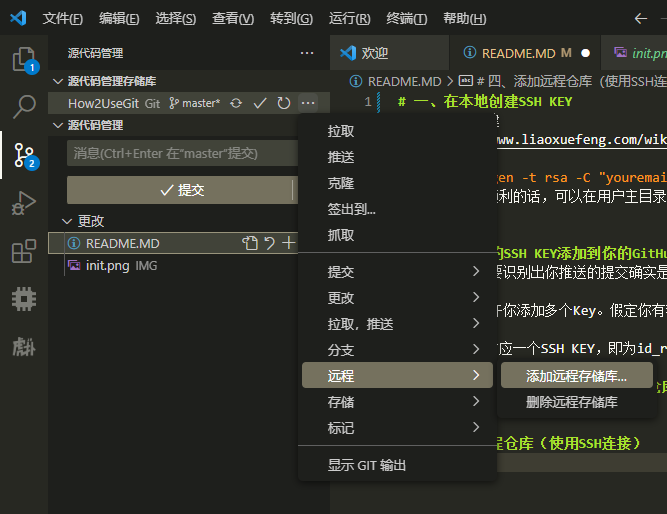 文件(F) 编辑(E) 选择(S) 查看(V) 转到(G) 运行(R) 终端(T) 帮助(H)
源代码管理 ···
欢迎 README.MD M init.pn
源代码管理存储库
README.MD > # 四、添加远程仓库（使用SSH连
How2UseGit Git master* ···
1 # 一、在本地创建SSH KEY
源代码管理
拉取
消息(Ctrl+Enter 在"master"提交)
推送
www.liaoxuefeng.com/wik
克隆
提交
签出到...
gen -t rsa -C "youremai
利的话，可以在用户主目录
更改
抓取
README.MD
的SSH KEY添加到你的GitHu
init.png IMG
要识别出你推送的提交确实是
提交
更改
许你添加多个Key。假定你有
拉取，推送
分支
应一个SSH KEY，即为id_r
远程
添加远程存储库...
存储
删除远程存储库
标记
程仓库（使用SSH连接）
显示 GIT 输出
1
2